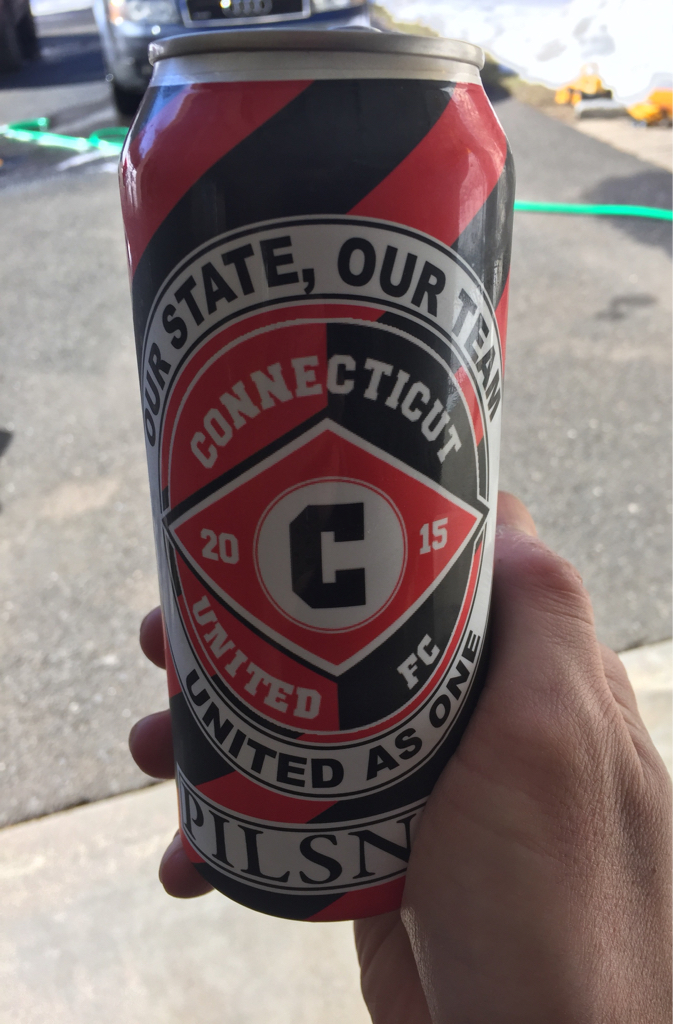 OUR STATE, OUR TEAM
CONNECTICUT
20 C 15
UNITED FC
UNITED AS ONE
PILSN